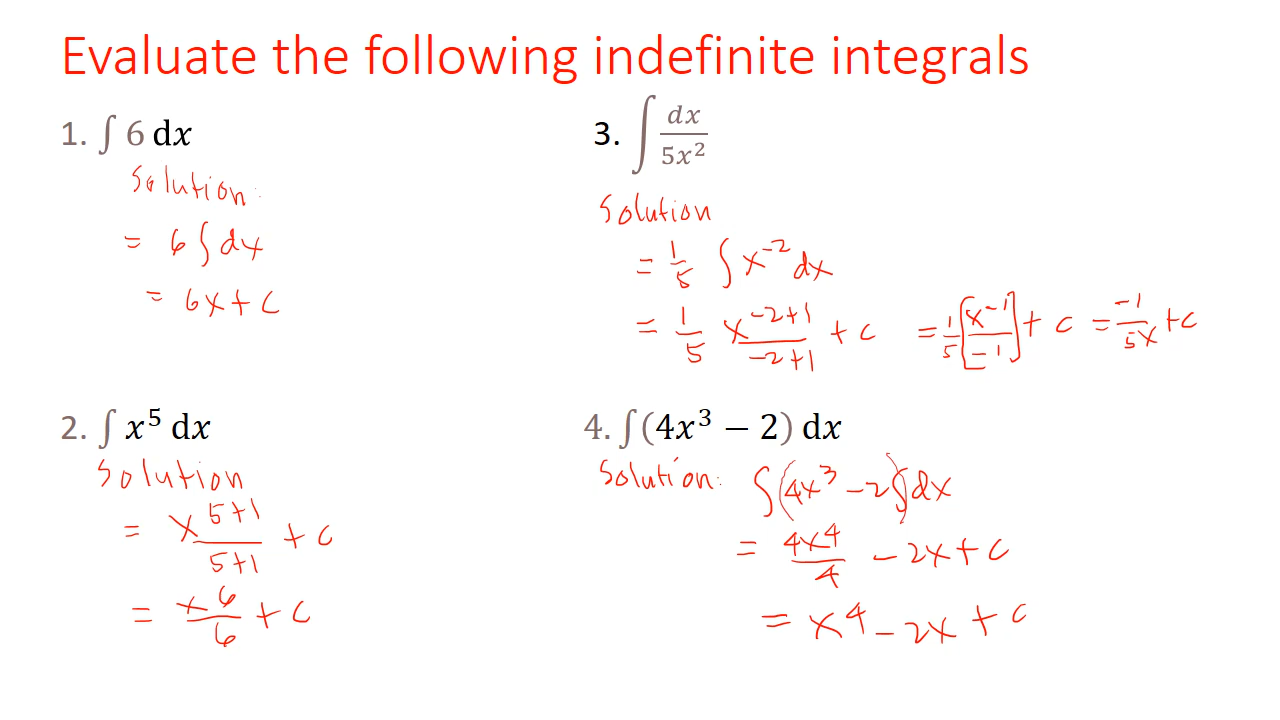 Evaluate the following indefinite integrals
1. ∫ 6 dx
Solution:
= 6 ∫ dx
= 6x + c
2. ∫ x⁵ dx
Solution
= x⁵⁺¹/5+1 + c
= x⁶/6 + c
3. ∫ dx/5x²
Solution
= 1/5 ∫ x⁻² dx
= 1/5 x⁻²⁺¹/-2+1 + c = 1/5 [x⁻¹/-1] + c = -1/5x + c
4. ∫(4x³ − 2) dx
Solution: ∫(4x³ − 2) dx
= 4x⁴/4 − 2x + c
= x⁴ − 2x + c